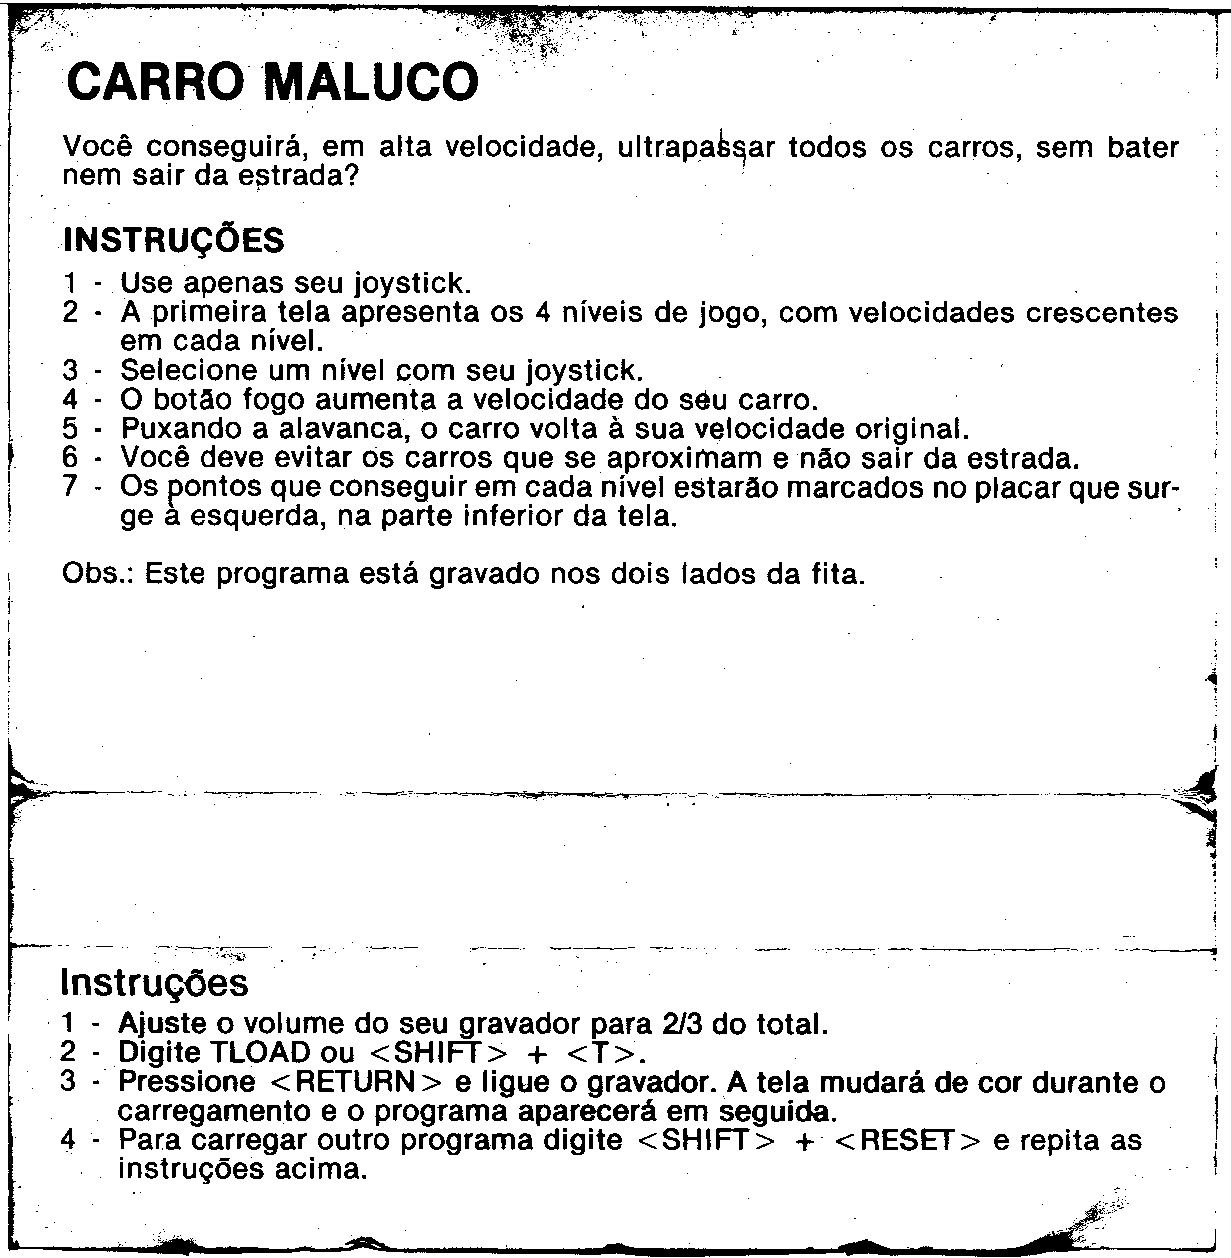 CARRO MALUCO
Você conseguirá, em alta velocidade, ultrapassar todos os carros, sem bater
nem sair da estrada?
INSTRUÇÕES
1 - Use apenas seu joystick.
2 - A primeira tela apresenta os 4 níveis de jogo, com velocidades crescentes
em cada nível.
3 - Selecione um nível com seu joystick.
4 - O botão fogo aumenta a velocidade do seu carro.
5 - Puxando a alavanca, o carro volta à sua velocidade original.
6 - Você deve evitar os carros que se aproximam e não sair da estrada.
7 - Os pontos que conseguir em cada nível estarão marcados no placar que sur-
ge à esquerda, na parte inferior da tela.
Obs.: Este programa está gravado nos dois lados da fita.
Instruções
1 - Ajuste o volume do seu gravador para 2/3 do total.
2 - Digite TLOAD ou <SHIFT> + <T>.
3 - Pressione <RETURN> e ligue o gravador. A tela mudará de cor durante o
carregamento e o programa aparecerá em seguida.
4 - Para carregar outro programa digite <SHIFT> + <RESET> e repita as
instruções acima.